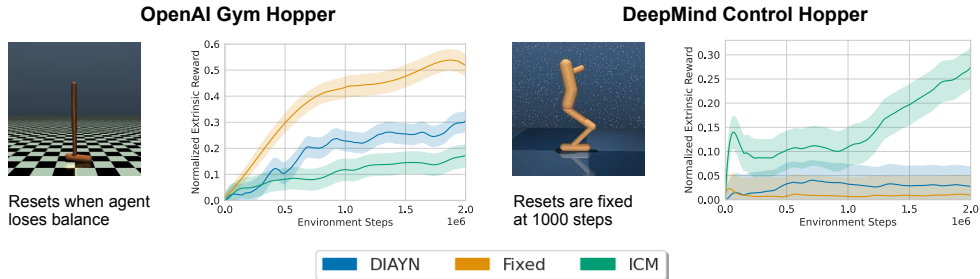 OpenAI Gym Hopper
DeepMind Control Hopper
Normalized Extrinsic Reward
0.6
0.5
0.4
0.3
0.2
0.1
0.0
0.0
0.5
1.0
1.5
2.0
Environment Steps
1e6
Resets when agent
loses balance
Normalized Extrinsic Reward
0.30
0.25
0.20
0.15
0.10
0.05
0.00
0.0
0.5
1.0
1.5
2.0
Environment Steps
1e6
Resets are fixed
at 1000 steps
DIAYN
Fixed
ICM